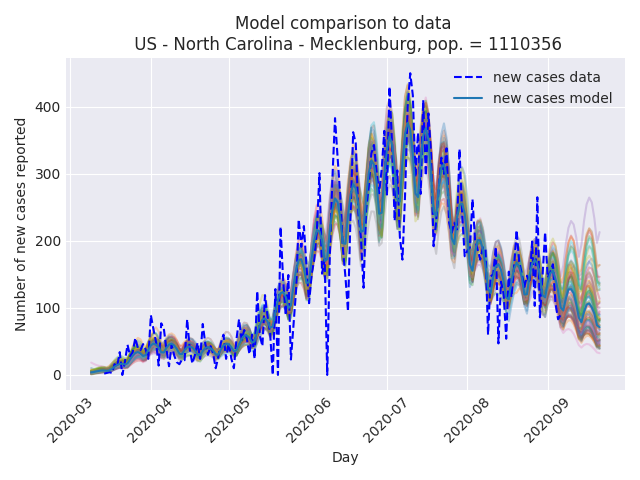 Model comparison to data
US - North Carolina - Mecklenburg, pop. = 1110356
new cases data
new cases model
Number of new cases reported
400
300
200
100
0
2020-03
2020-04
2020-05
2020-06
2020-07
2020-08
2020-09
Day